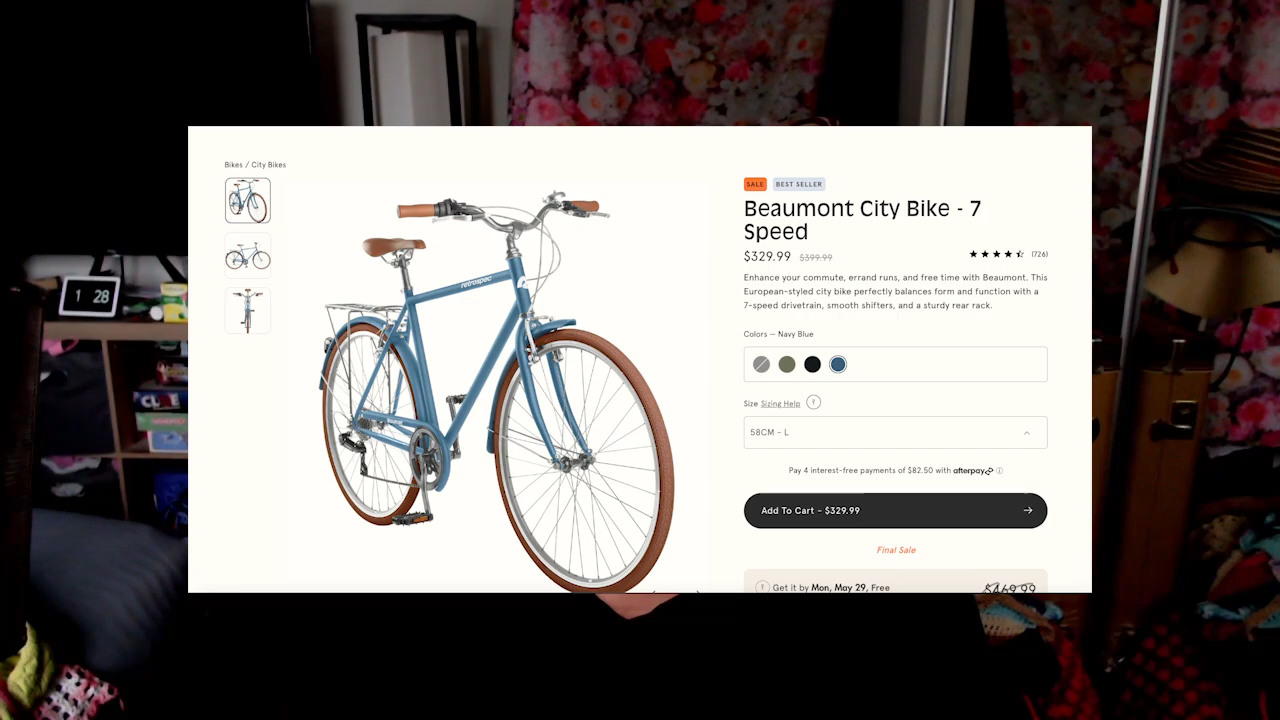 Bikes / City Bikes
SALE BEST SELLER
Beaumont City Bike - 7
Speed
$329.99 $399.99
(726)
Enhance your commute, errand runs, and free time with Beaumont. This
European-styled city bike perfectly balances form and function with a
7-speed drivetrain, smooth shifters, and a sturdy rear rack.
Colors — Navy Blue
Size Sizing Help ?
58CM - L
Pay 4 interest-free payments of $82.50 with afterpay
Add To Cart - $329.99
Final Sale
Get it by Mon, May 29, Free
$469.99
retrospec
1 28
CLUE